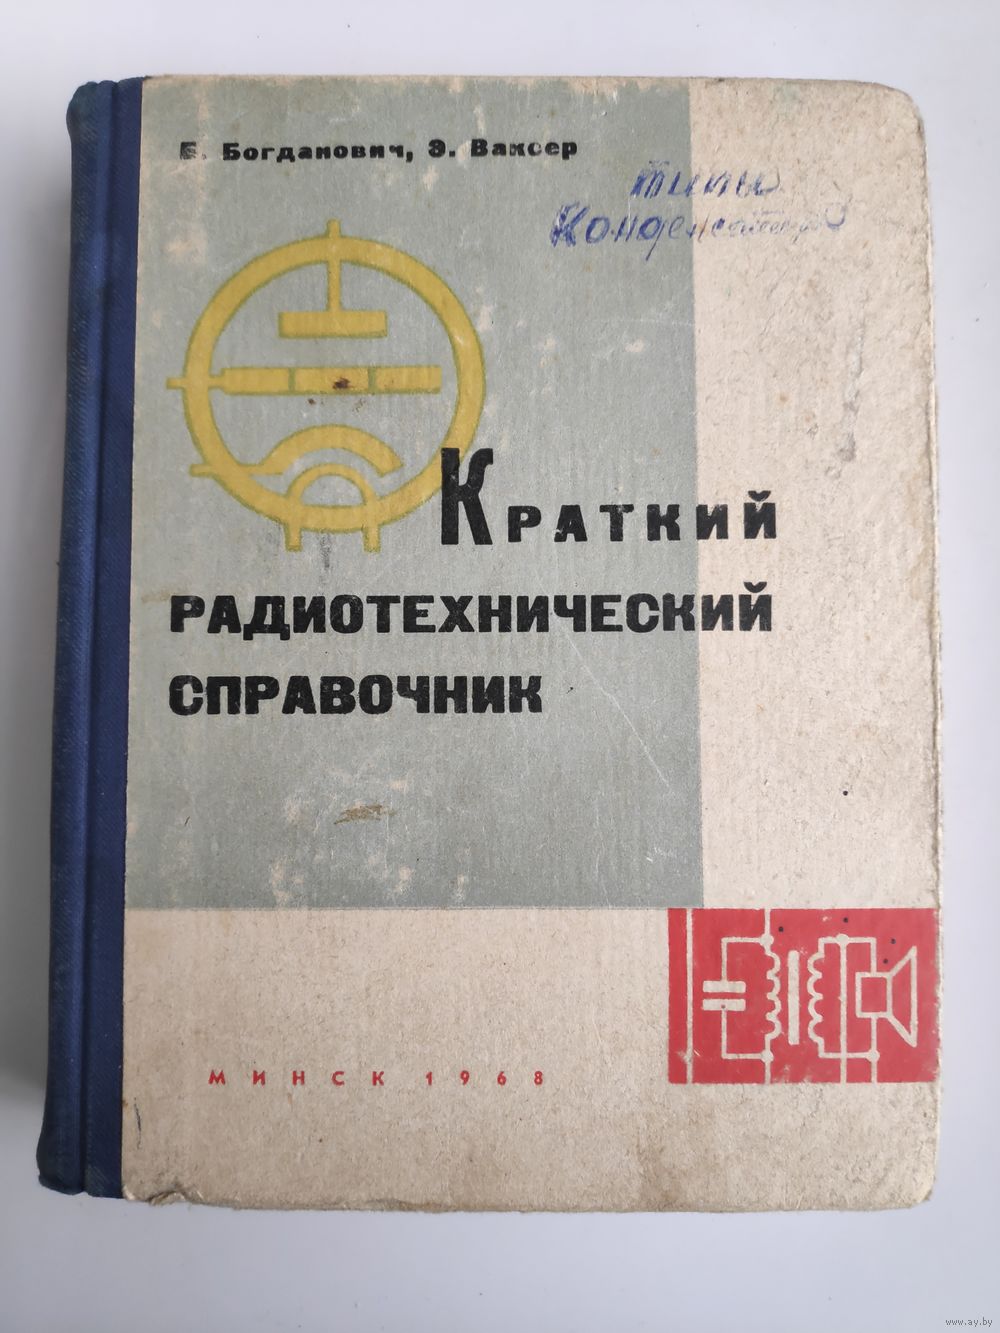 Б. Богданович, Э. Ваксер
типы
Конденсаторов
Краткий
радиотехнический
справочник
МИНСК 1968
www.ay.by